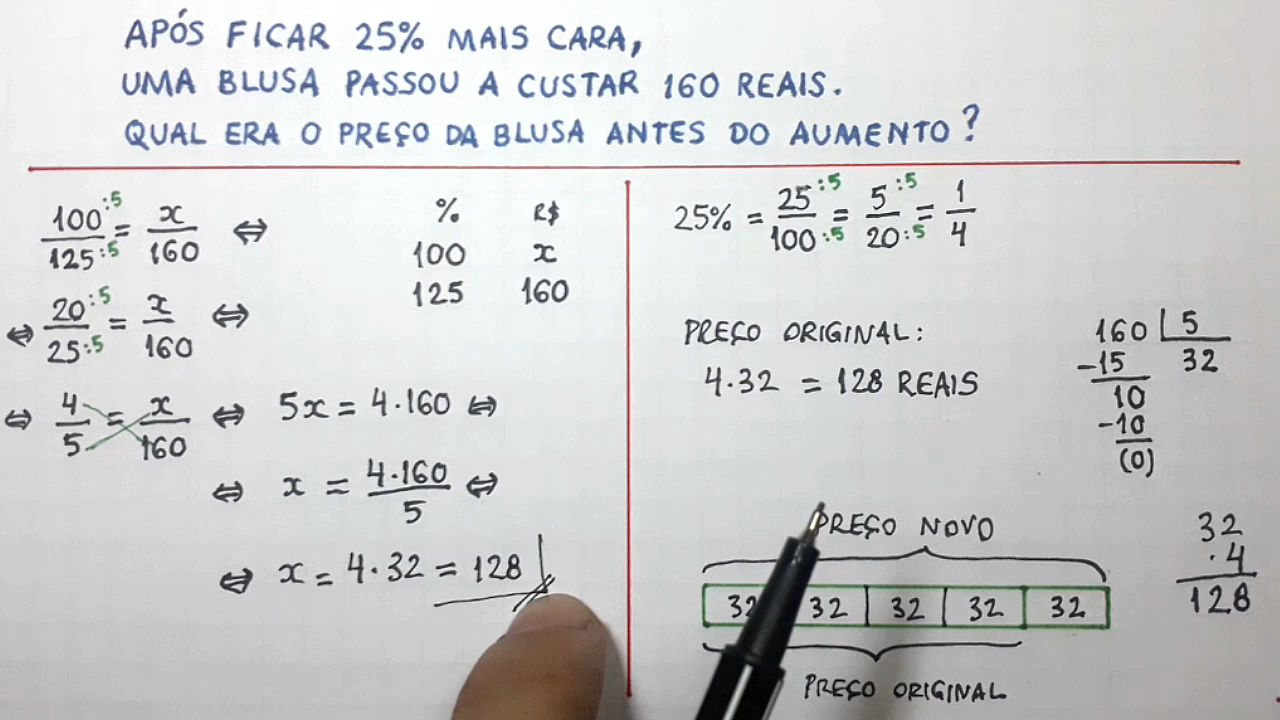 APÓS FICAR 25% MAIS CARA,
UMA BLUSA PASSOU A CUSTAR 160 REAIS.
QUAL ERA O PREÇO DA BLUSA ANTES DO AUMENTO?
100:5/125:5 = x/160 ⇔
⇔ 20:5/25:5 = x/160 ⇔
⇔ 4/5 = x/160 ⇔ 5x = 4·160 ⇔
⇔ x = 4·160/5 ⇔
⇔ x = 4·32 = 128
% R$
100 x
125 160
25% = 25:5/100:5 = 5:5/20:5 = 1/4
PREÇO ORIGINAL:
4·32 = 128 REAIS
160 5
-15 32
10
-10
(0)
PREÇO NOVO
32 32 32 32 32
PREÇO ORIGINAL
32
·4
128